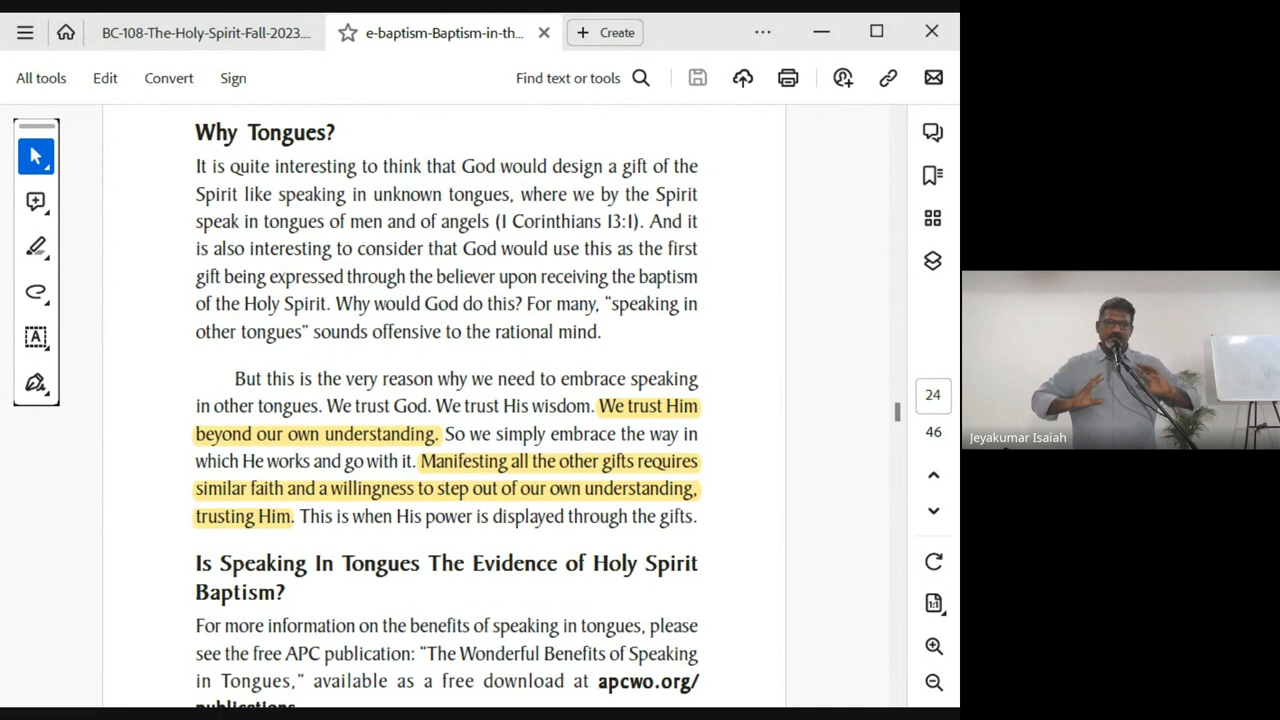 BC-108-The-Holy-Spirit-Fall-2023....
e-baptism-Baptism-in-th...
Create
All tools
Edit
Convert
Sign
Find text or tools
Why Tongues?
It is quite interesting to think that God would design a gift of the
Spirit like speaking in unknown tongues, where we by the Spirit
speak in tongues of men and of angels (1 Corinthians 13:1). And it
is also interesting to consider that God would use this as the first
gift being expressed through the believer upon receiving the baptism
of the Holy Spirit. Why would God do this? For many, “speaking in
other tongues” sounds offensive to the rational mind.
But this is the very reason why we need to embrace speaking
in other tongues. We trust God. We trust His wisdom. We trust Him
beyond our own understanding. So we simply embrace the way in
which He works and go with it. Manifesting all the other gifts requires
similar faith and a willingness to step out of our own understanding,
trusting Him. This is when His power is displayed through the gifts.
Is Speaking In Tongues The Evidence of Holy Spirit
Baptism?
For more information on the benefits of speaking in tongues, please
see the free APC publication: “The Wonderful Benefits of Speaking
in Tongues,” available as a free download at apcwo.org/
publications
24
46
1:1
Jeyakumar Isaiah